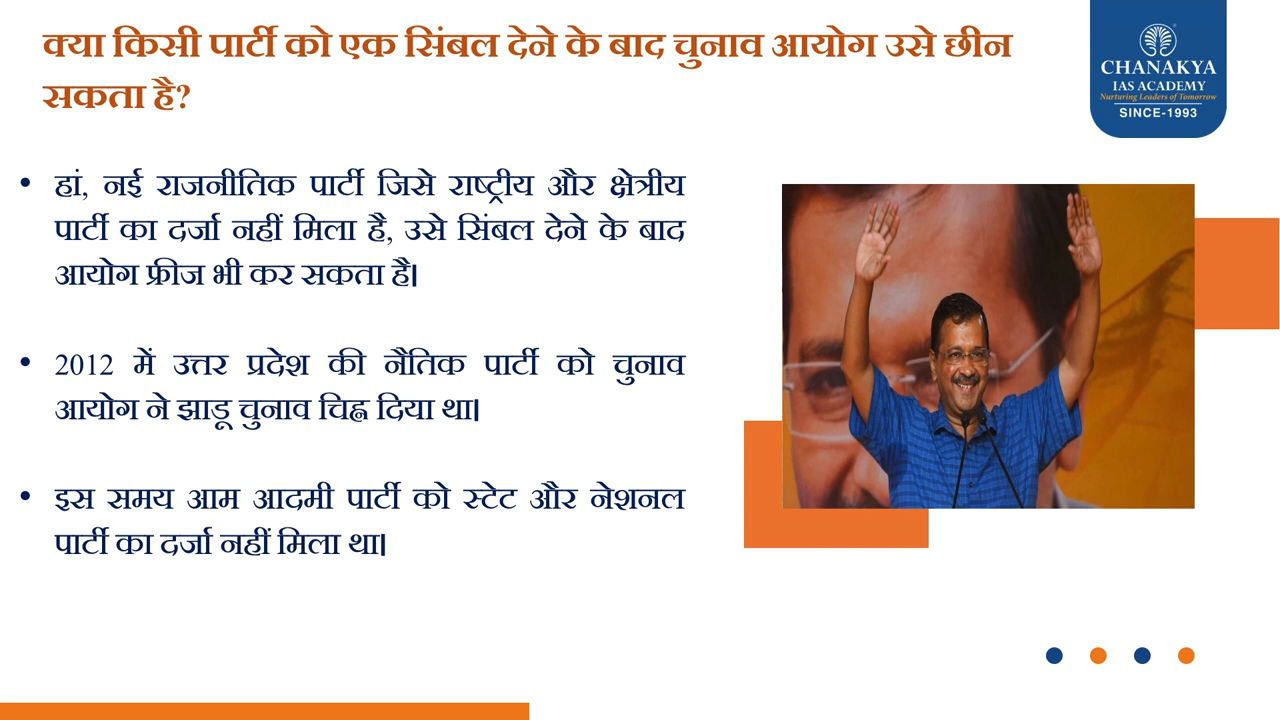 क्या किसी पार्टी को एक सिंबल देने के बाद चुनाव आयोग उसे छीन
सकता है?
CHANAKYA
IAS ACADEMY
Nurturing Leaders of Tomorrow
SINCE-1993
• हां, नई राजनीतिक पार्टी जिसे राष्ट्रीय और क्षेत्रीय
पार्टी का दर्जा नहीं मिला है, उसे सिंबल देने के बाद
आयोग फ्रीज भी कर सकता है।
• 2012 में उत्तर प्रदेश की नैतिक पार्टी को चुनाव
आयोग ने झाडू चुनाव चिह्न दिया था।
• इस समय आम आदमी पार्टी को स्टेट और नेशनल
पार्टी का दर्जा नहीं मिला था।